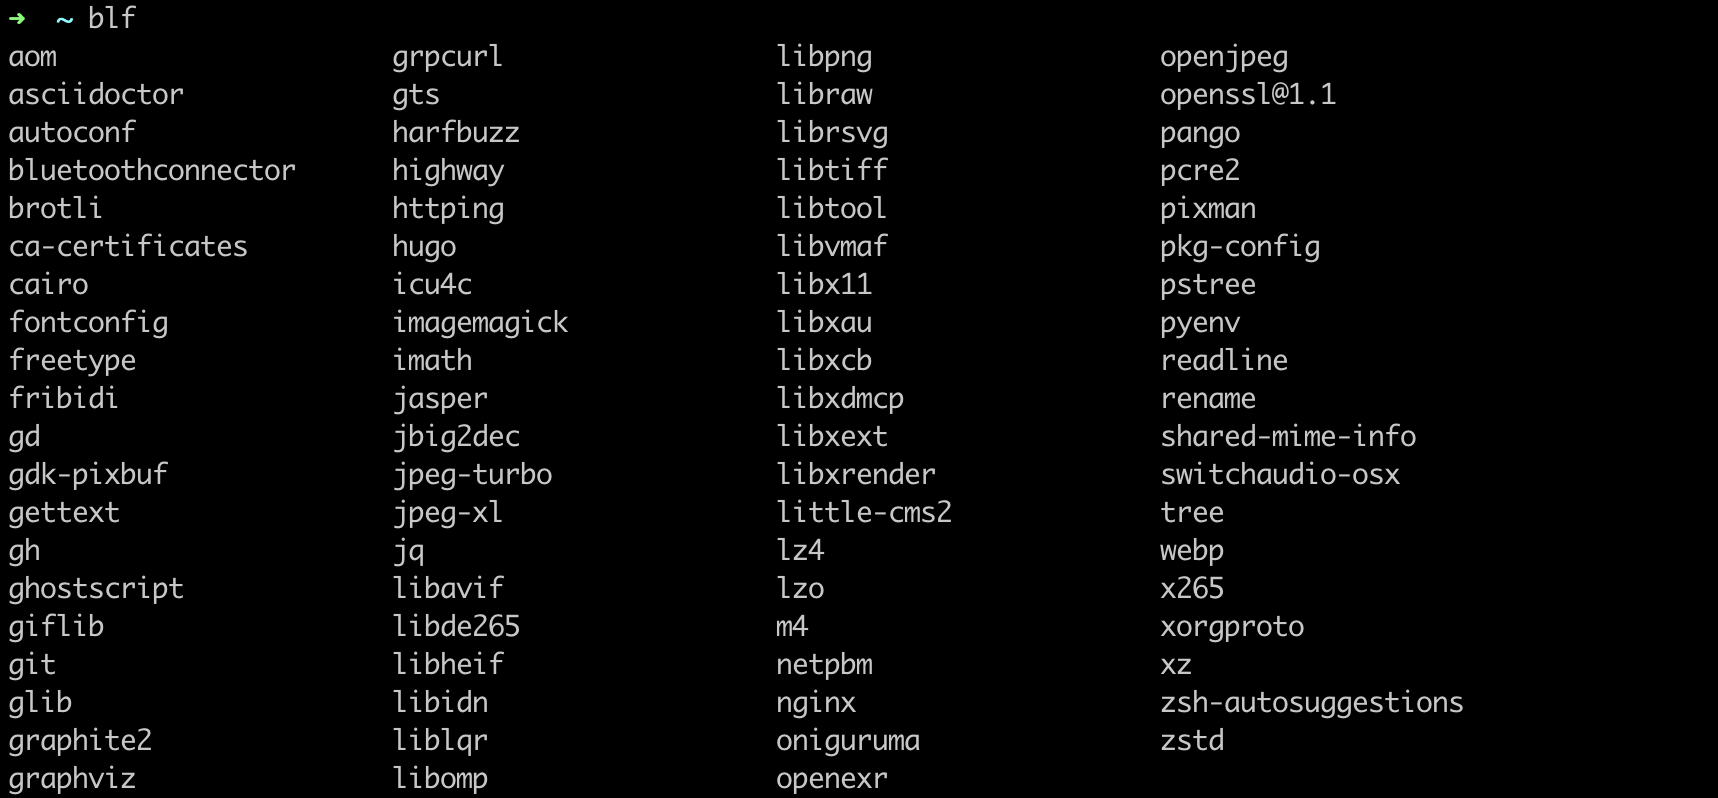 ➜  ~ blf
aom                     grpcurl                 libpng                  openjpeg
asciidoctor             gts                     libraw                  openssl@1.1
autoconf                harfbuzz                librsvg                 pango
bluetoothconnector      highway                 libtiff                 pcre2
brotli                  httping                 libtool                 pixman
ca-certificates         hugo                    libvmaf                 pkg-config
cairo                   icu4c                   libx11                  pstree
fontconfig              imagemagick             libxau                  pyenv
freetype                imath                   libxcb                  readline
fribidi                 jasper                  libxdmcp                rename
gd                      jbig2dec                libxext                 shared-mime-info
gdk-pixbuf              jpeg-turbo              libxrender              switchaudio-osx
gettext                 jpeg-xl                 little-cms2             tree
gh                      jq                      lz4                     webp
ghostscript             libavif                 lzo                     x265
giflib                  libde265                m4                      xorgproto
git                     libheif                 netpbm                  xz
glib                    libidn                  nginx                   zsh-autosuggestions
graphite2               liblqr                  oniguruma               zstd
graphviz                libomp                  openexr